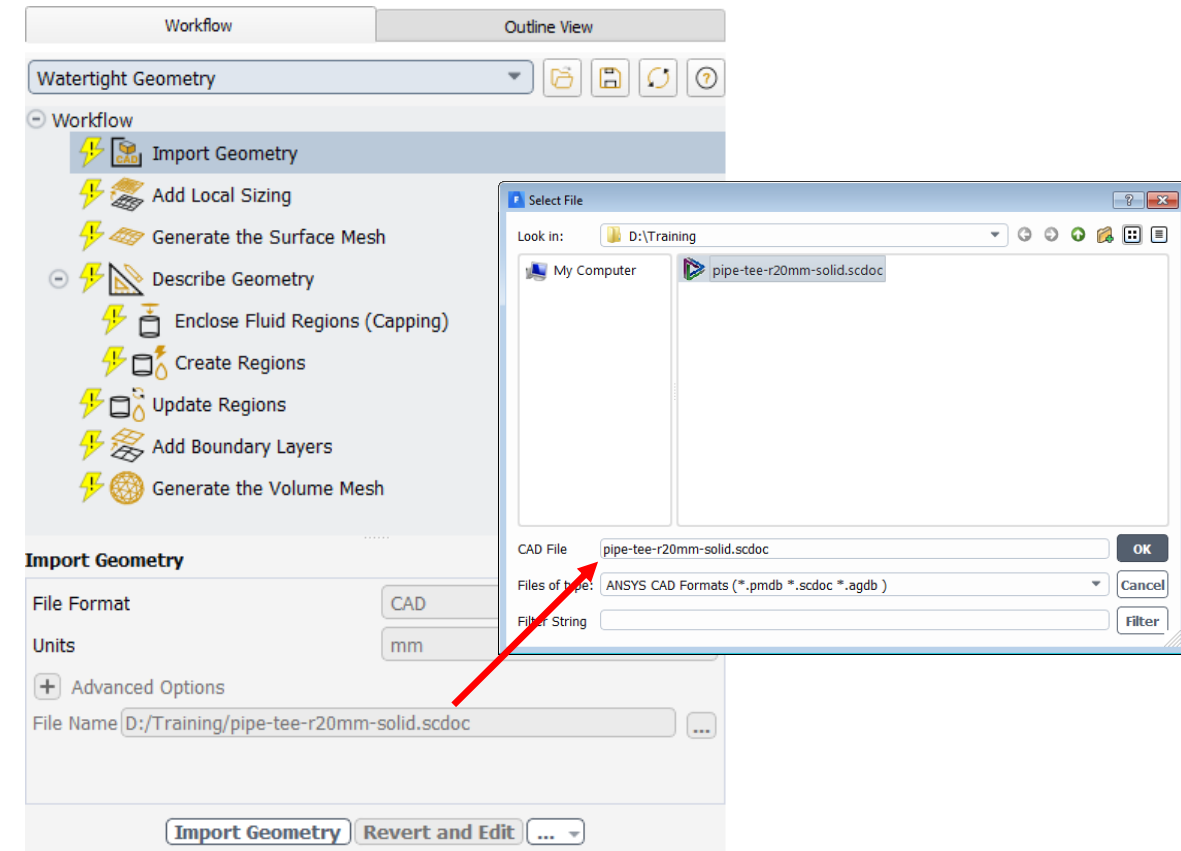 Workflow
Outline View
Watertight Geometry
Workflow
CAD
Import Geometry
Add Local Sizing
Generate the Surface Mesh
Describe Geometry
Enclose Fluid Regions (Capping)
Create Regions
Update Regions
Add Boundary Layers
Generate the Volume Mesh
Import Geometry
File Format
CAD
Units
mm
Advanced Options
File Name D:/Training/pipe-tee-r20mm-solid.scdoc ...
Import Geometry Revert and Edit ...
Select File
Look in: D:\Training
My Computer
pipe-tee-r20mm-solid.scdoc
CAD File pipe-tee-r20mm-solid.scdoc OK
Files of type: ANSYS CAD Formats (*.pmdb *.scdoc *.agdb ) Cancel
Filter String Filter